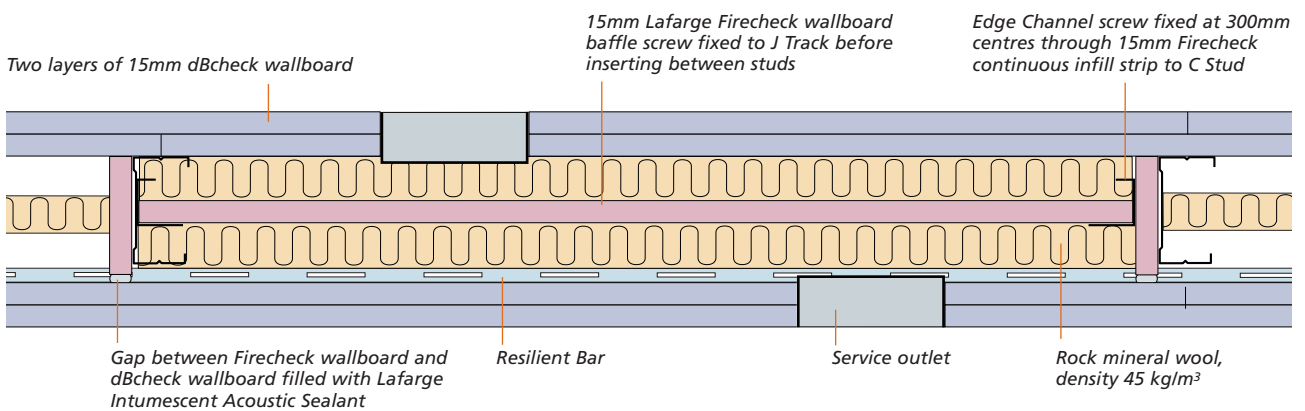 Two layers of 15mm dBcheck wallboard
15mm Lafarge Firecheck wallboard
baffle screw fixed to J Track before
inserting between studs
Edge Channel screw fixed at 300mm
centres through 15mm Firecheck
continuous infill strip to C Stud
Gap between Firecheck wallboard and
dBcheck wallboard filled with Lafarge
Intumescent Acoustic Sealant
Resilient Bar
Service outlet
Rock mineral wool,
density 45 kg/m³